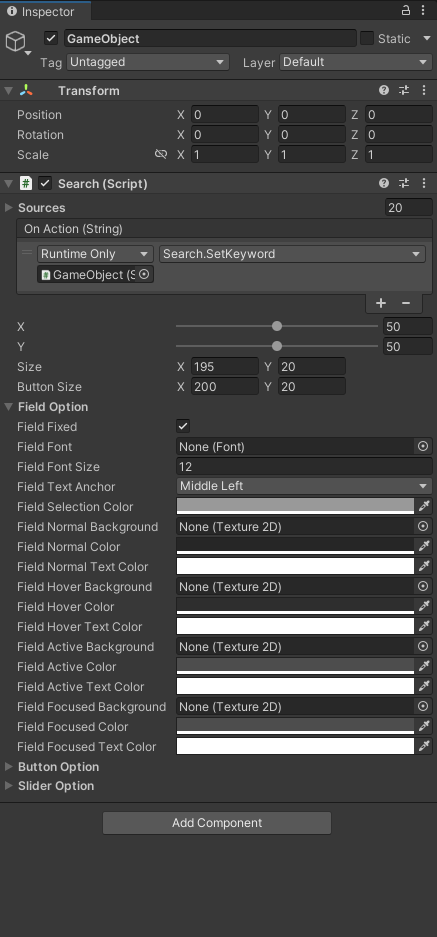 Inspector
GameObject Static
Tag Untagged Layer Default
Transform
Position X 0 Y 0 Z 0
Rotation X 0 Y 0 Z 0
Scale X 1 Y 1 Z 1
# Search (Script)
Sources 20
On Action (String)
Runtime Only Search.SetKeyword
# GameObject (S
X 50
Y 50
Size X 195 Y 20
Button Size X 200 Y 20
Field Option
Field Fixed
Field Font None (Font)
Field Font Size 12
Field Text Anchor Middle Left
Field Selection Color
Field Normal Background None (Texture 2D)
Field Normal Color
Field Normal Text Color
Field Hover Background None (Texture 2D)
Field Hover Color
Field Hover Text Color
Field Active Background None (Texture 2D)
Field Active Color
Field Active Text Color
Field Focused Background None (Texture 2D)
Field Focused Color
Field Focused Text Color
Button Option
Slider Option
Add Component